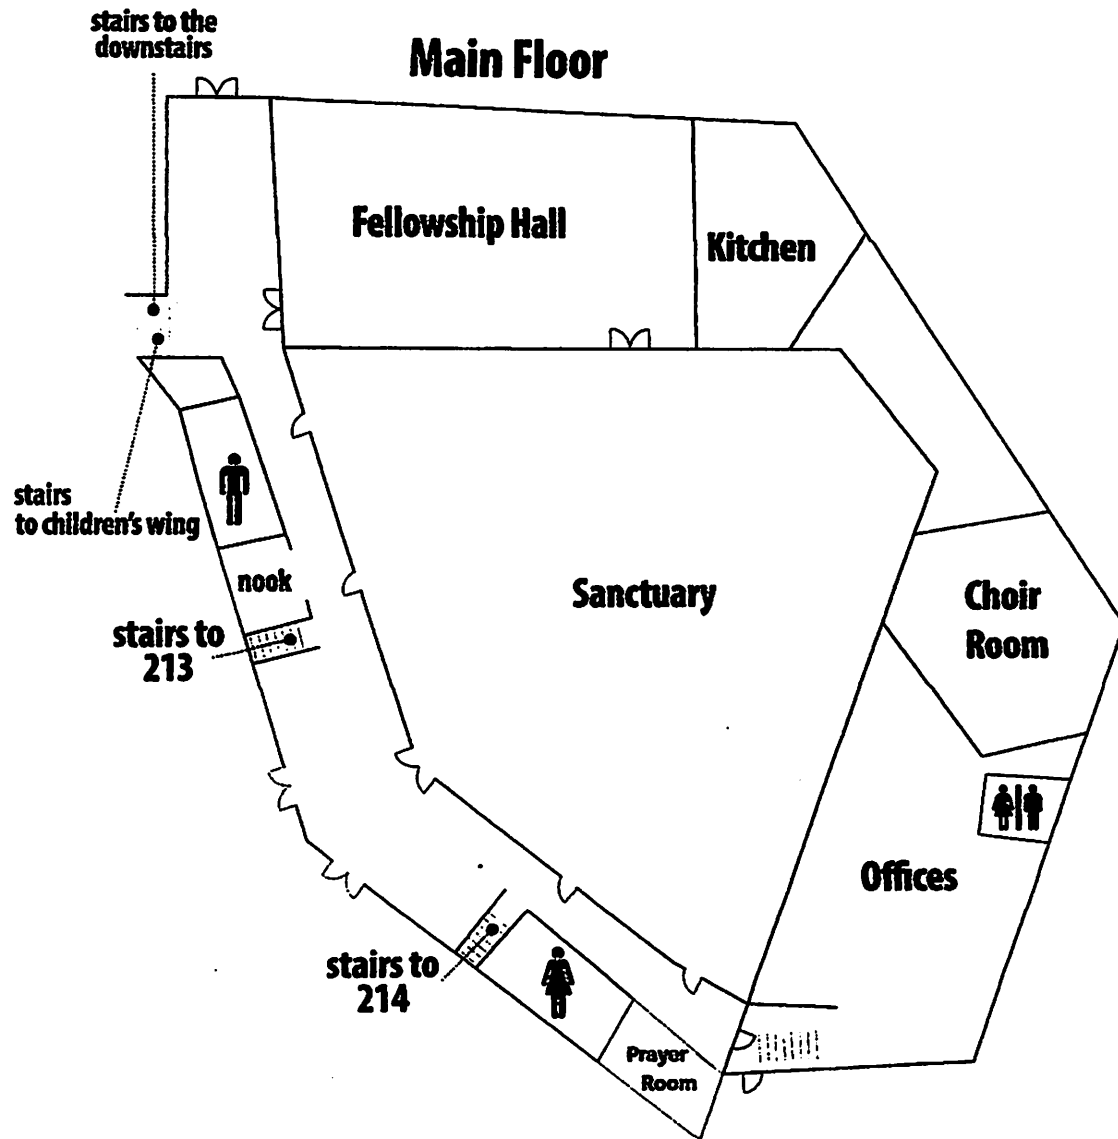 stairs to the
downstairs
Main Floor
Fellowship Hall
Kitchen
stairs
to children's wing
nook
Sanctuary
Choir
Room
stairs to
213
Offices
stairs to
214
Prayer
Room